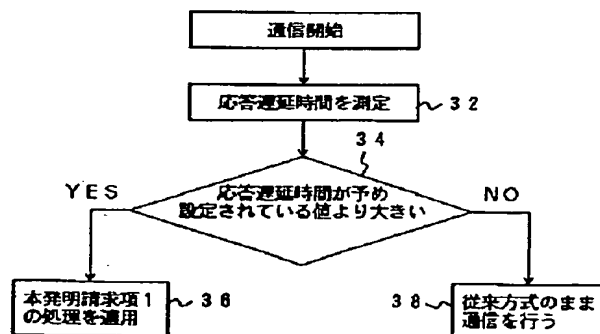 通信開始
応答遅延時間を測定 32
34
応答遅延時間が予め
設定されている値より大きい
YES
NO
本発明請求項1
の処理を適用
36
38
従来方式のまま
通信を行う